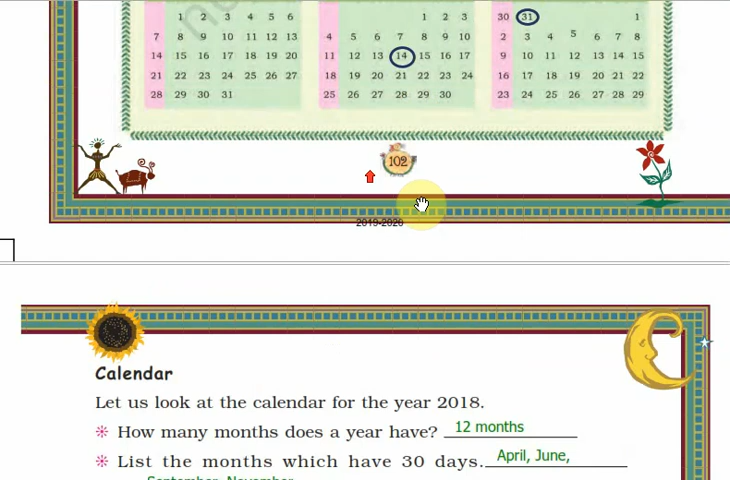 1 2 3 4 5 6 1 2 3 30 31 1
7 8 9 10 11 12 13 4 5 6 7 8 9 10 2 3 4 5 6 7 8
14 15 16 17 18 19 20 11 12 13 14 15 16 17 9 10 11 12 13 14 15
21 22 23 24 25 26 27 18 19 20 21 22 23 24 16 17 18 19 20 21 22
28 29 30 31 25 26 27 28 29 30 23 24 25 26 27 28 29
102
2019-2020
Calendar
Let us look at the calendar for the year 2018.
How many months does a year have? 12 months
List the months which have 30 days. April, June,
September, November